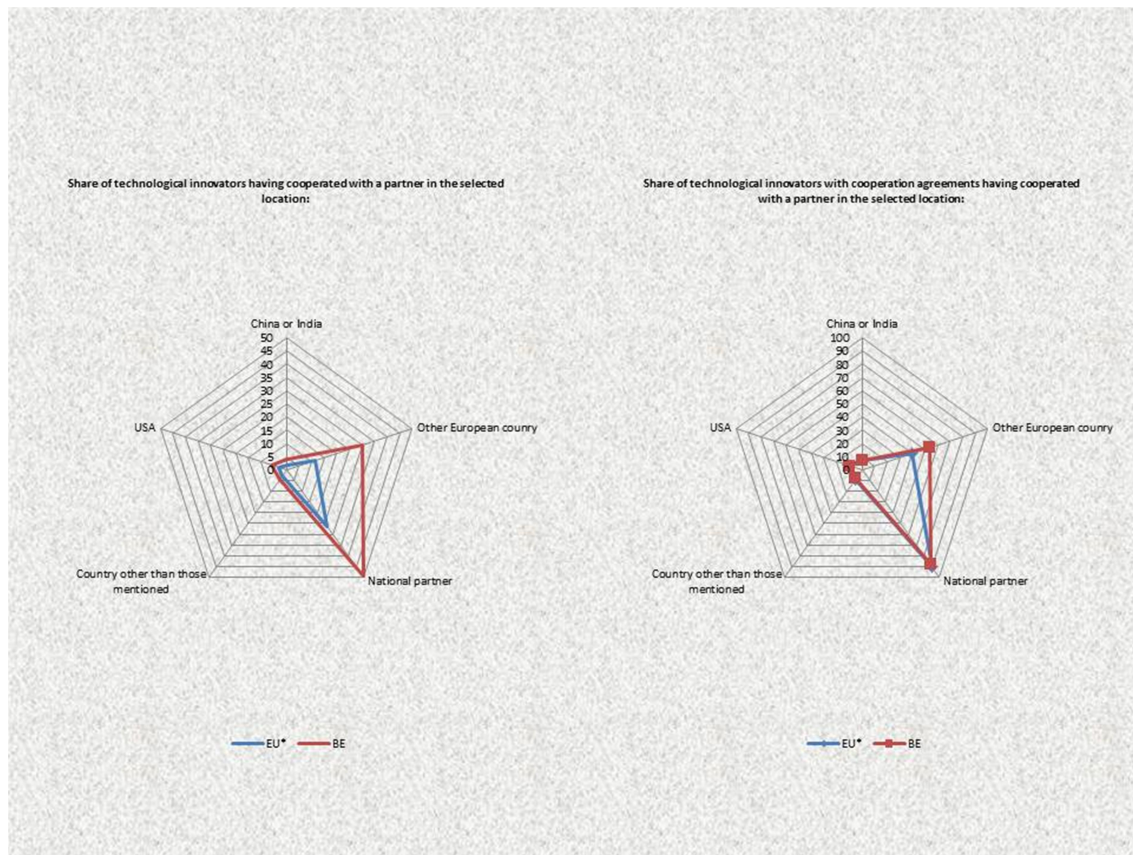 Share of technological innovators having cooperated with a partner in the selected
location:
China or India
50
45
40
35
30
25
20
15
10
5
0
USA
Other European counry
Country other than those
mentioned
National partner
EU*
BE
Share of technological innovators with cooperation agreements having cooperated
with a partner in the selected location:
China or India
100
90
80
70
60
50
40
30
20
10
0
USA
Other European counry
Country other than those
mentioned
National partner
EU*
BE